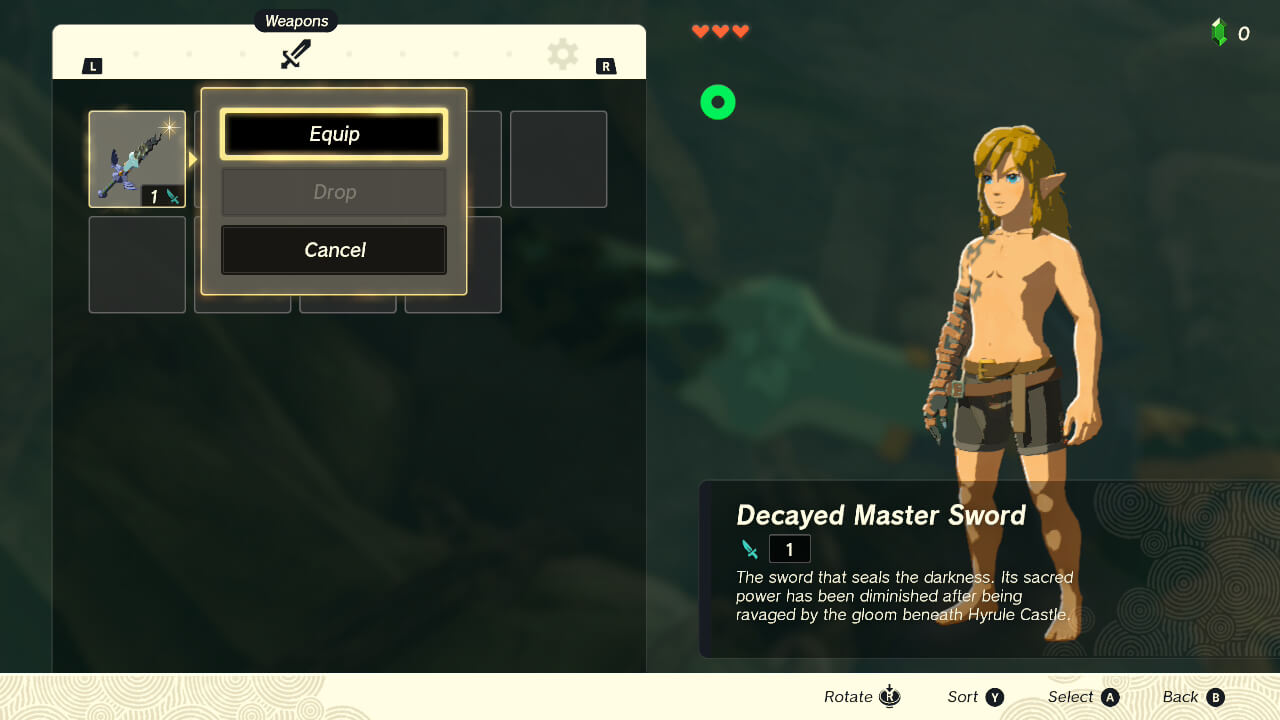 Weapons
0
L
R
1
Equip
Drop
Cancel
Decayed Master Sword
1
The sword that seals the darkness. Its sacred
power has been diminished after being
ravaged by the gloom beneath Hyrule Castle.
Rotate R Sort Y Select A Back B